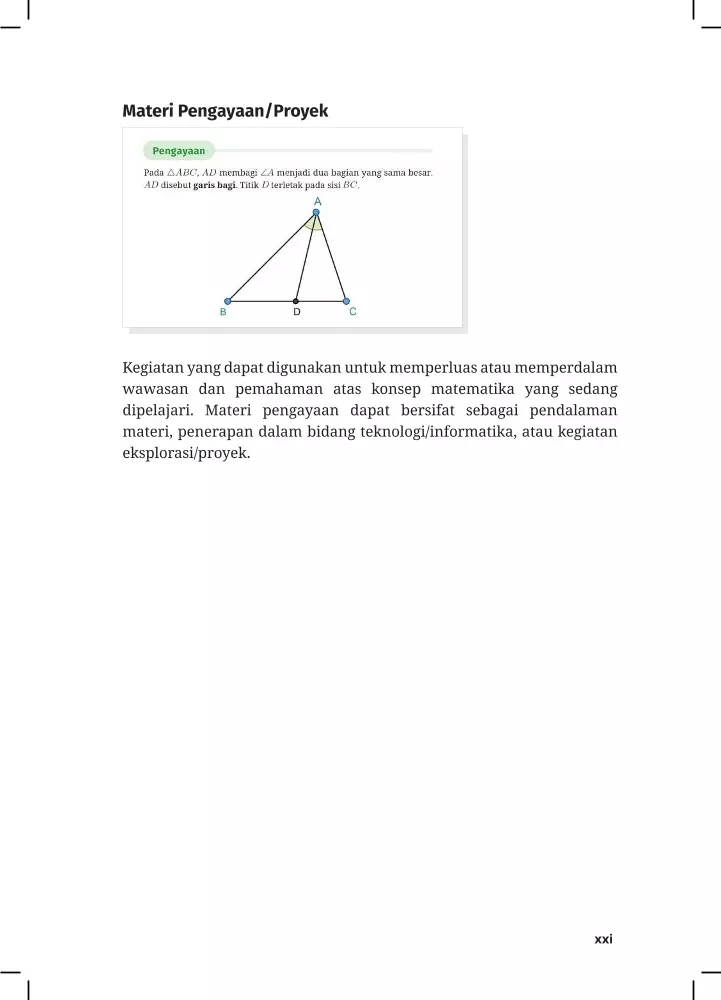 Materi Pengayaan/Proyek
Pengayaan
Pada △ABC, AD membagi ∠A menjadi dua bagian yang sama besar.
AD disebut garis bagi. Titik D terletak pada sisi BC.
A
B
D
C
Kegiatan yang dapat digunakan untuk memperluas atau memperdalam
wawasan dan pemahaman atas konsep matematika yang sedang
dipelajari. Materi pengayaan dapat bersifat sebagai pendalaman
materi, penerapan dalam bidang teknologi/informatika, atau kegiatan
eksplorasi/proyek.
xxi